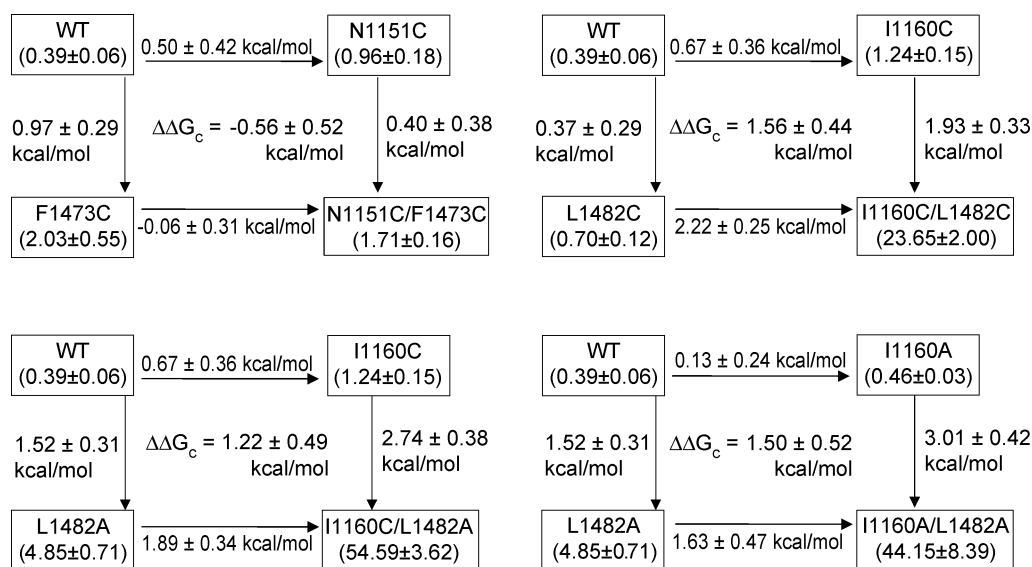 WT
(0.39±0.06)
0.50 ± 0.42 kcal/mol
N1151C
(0.96±0.18)
0.97 ± 0.29
kcal/mol
ΔΔGc = -0.56 ± 0.52
kcal/mol
0.40 ± 0.38
kcal/mol
F1473C
(2.03±0.55)
-0.06 ± 0.31 kcal/mol
N1151C/F1473C
(1.71±0.16)
WT
(0.39±0.06)
0.67 ± 0.36 kcal/mol
I1160C
(1.24±0.15)
0.37 ± 0.29
kcal/mol
ΔΔGc = 1.56 ± 0.44
kcal/mol
1.93 ± 0.33
kcal/mol
L1482C
(0.70±0.12)
2.22 ± 0.25 kcal/mol
I1160C/L1482C
(23.65±2.00)
WT
(0.39±0.06)
0.67 ± 0.36 kcal/mol
I1160C
(1.24±0.15)
1.52 ± 0.31
kcal/mol
ΔΔGc = 1.22 ± 0.49
kcal/mol
2.74 ± 0.38
kcal/mol
L1482A
(4.85±0.71)
1.89 ± 0.34 kcal/mol
I1160C/L1482A
(54.59±3.62)
WT
(0.39±0.06)
0.13 ± 0.24 kcal/mol
I1160A
(0.46±0.03)
1.52 ± 0.31
kcal/mol
ΔΔGc = 1.50 ± 0.52
kcal/mol
3.01 ± 0.42
kcal/mol
L1482A
(4.85±0.71)
1.63 ± 0.47 kcal/mol
I1160A/L1482A
(44.15±8.39)